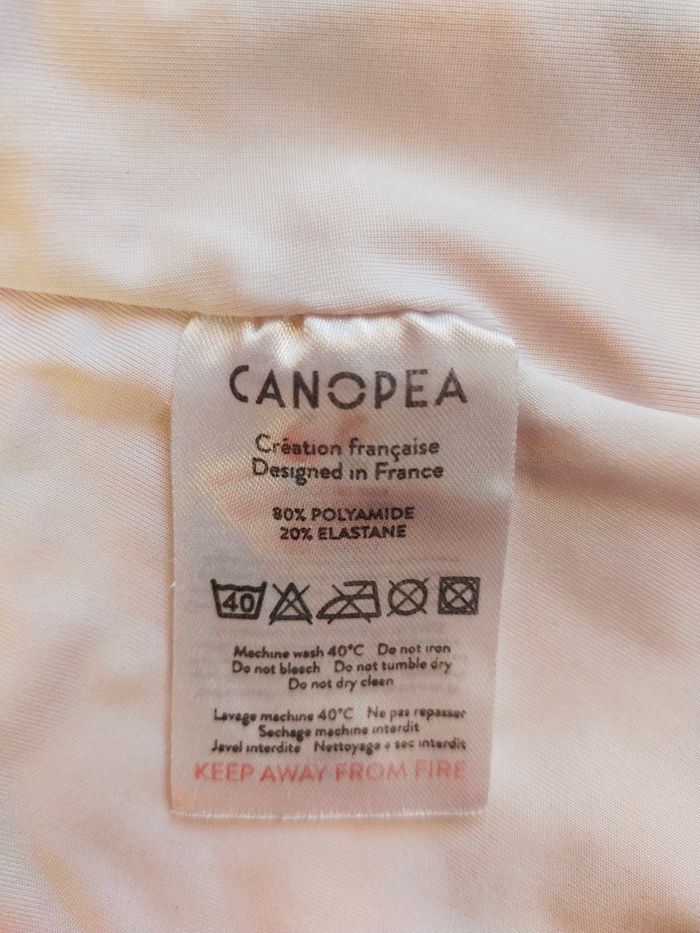 CANOPEA
Création française
Designed in France
80% POLYAMIDE
20% ELASTANE
40
Machine wash 40°C Do not iron
Do not bleach Do not tumble dry
Do not dry clean
Lavage machine 40°C Ne pas repasser
Sechage machine interdit
Javel interdite Nettoyage a sec interdit
KEEP AWAY FROM FIRE